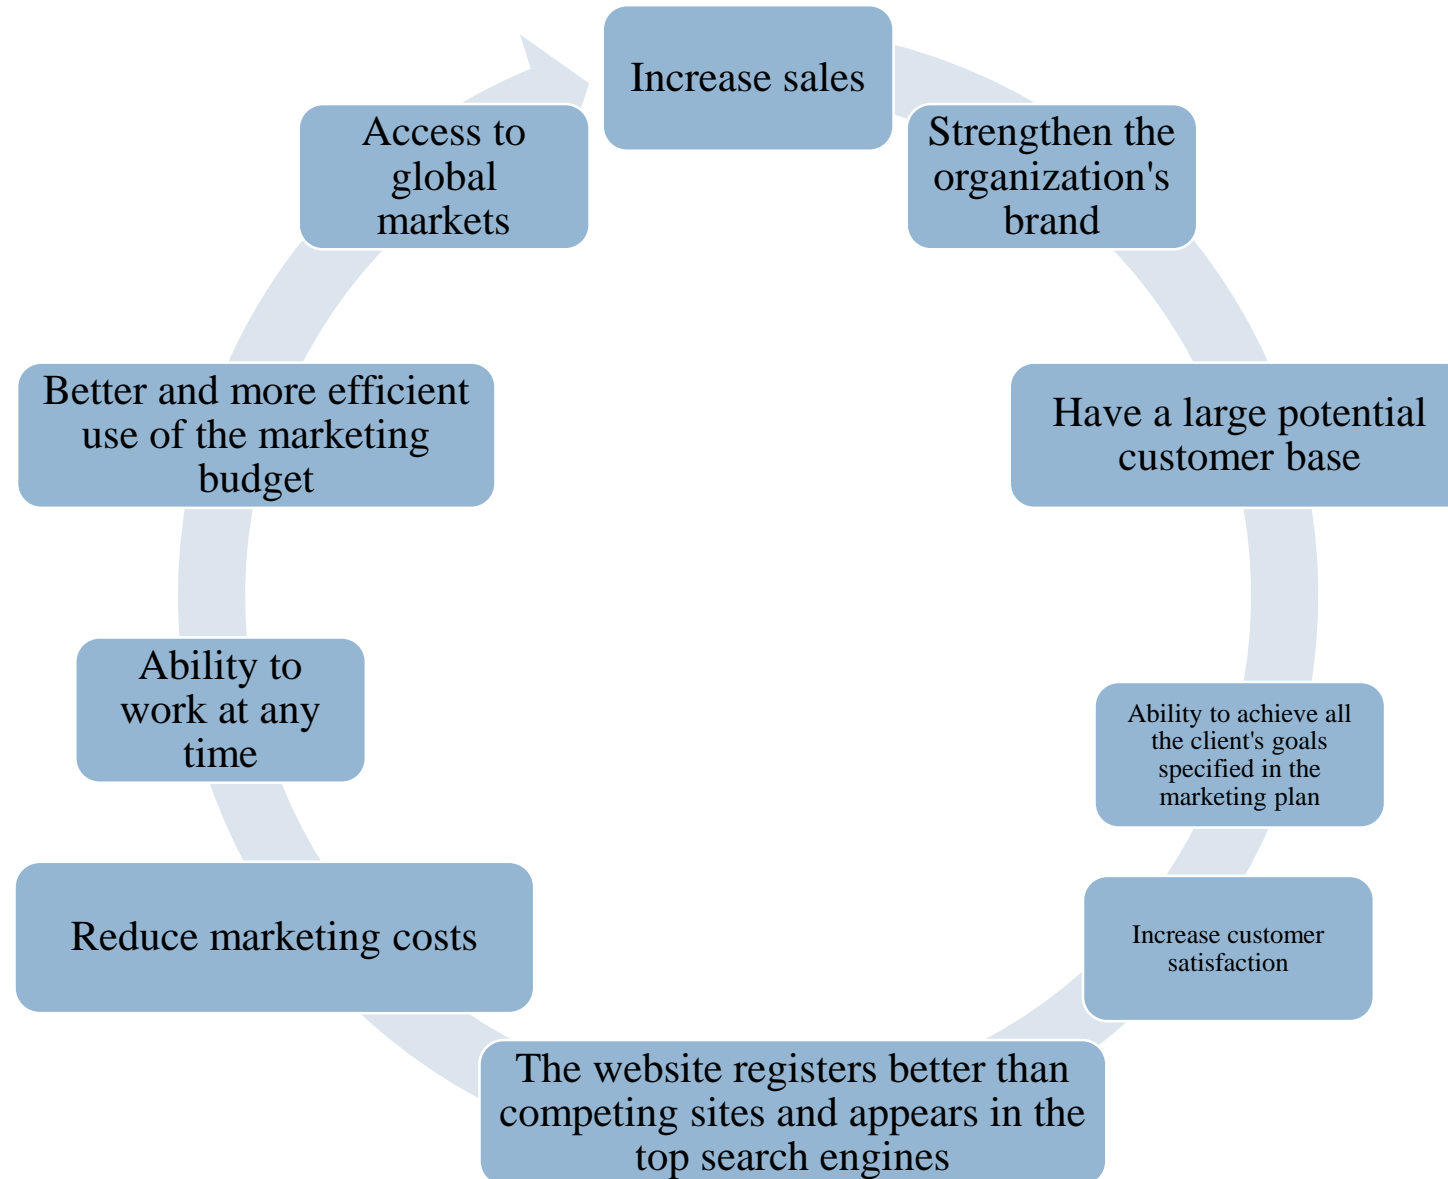 Increase sales
Strengthen the
organization's
brand
Have a large potential
customer base
Ability to achieve all
the client's goals
specified in the
marketing plan
Increase customer
satisfaction
The website registers better than
competing sites and appears in the
top search engines
Reduce marketing costs
Ability to
work at any
time
Better and more efficient
use of the marketing
budget
Access to
global
markets